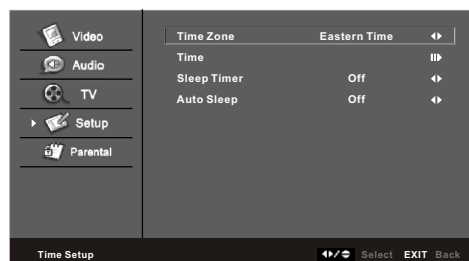 Video
Audio
TV
Setup
Parental
Time Zone Eastern Time
Time
Sleep Timer Off
Auto Sleep Off
Time Setup Select EXIT Back